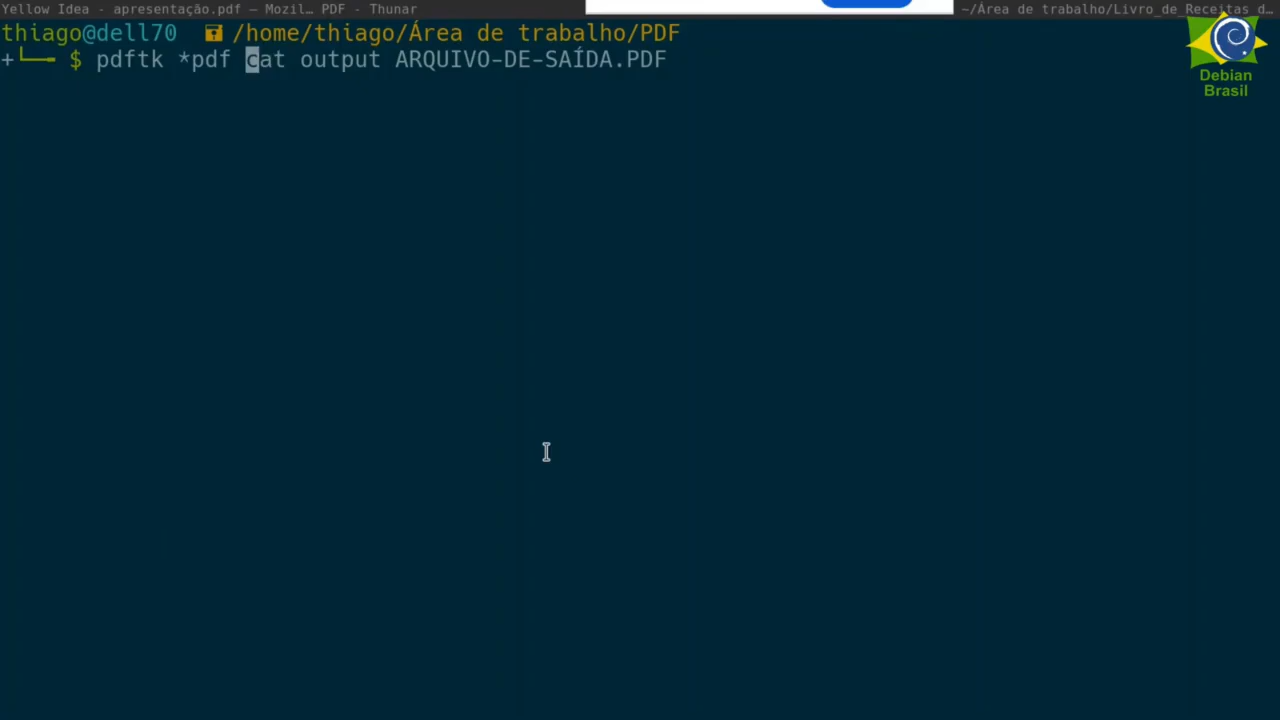 Yellow Idea - apresentação.pdf — Mozil… PDF - Thunar
~/Área de trabalho/Livro_de_Receitas d…
thiago@dell70 /home/thiago/Área de trabalho/PDF
+└── $ pdftk *pdf cat output ARQUIVO-DE-SAÍDA.PDF
Debian
Brasil